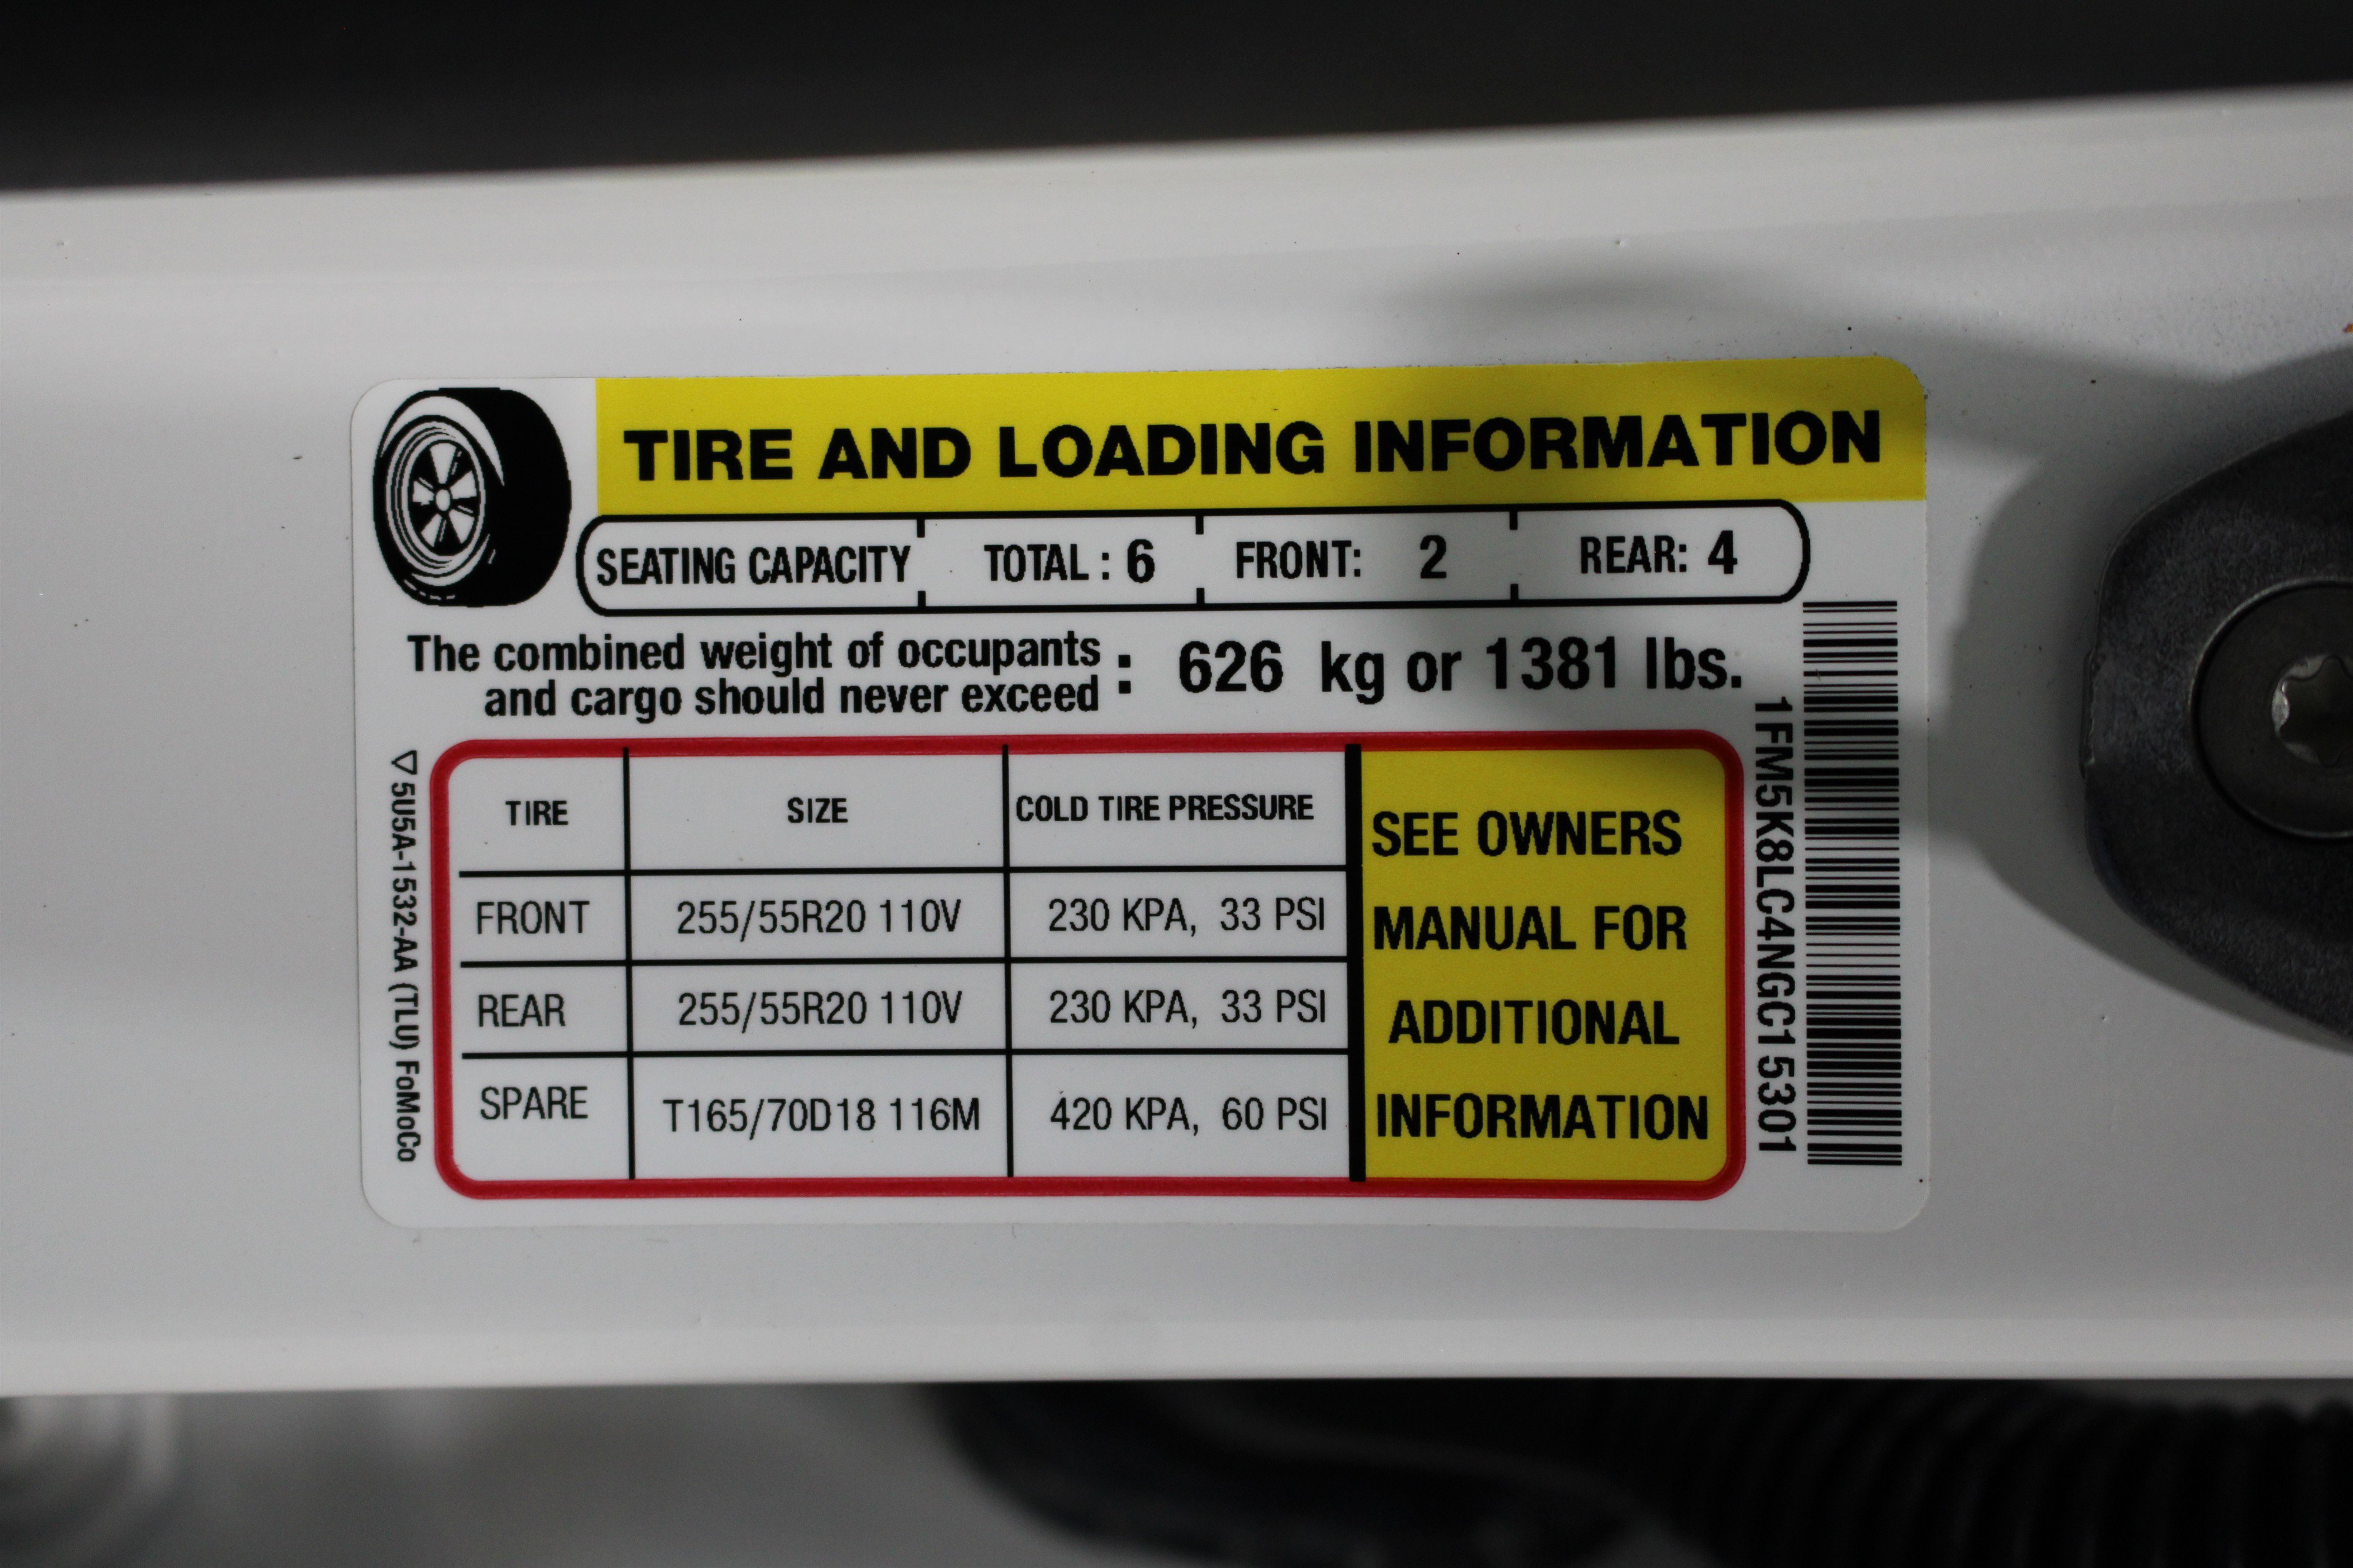 TIRE AND LOADING INFORMATION
SEATING CAPACITY TOTAL : 6 FRONT: 2 REAR: 4
The combined weight of occupants
and cargo should never exceed : 626 kg or 1381 lbs.
TIRE SIZE COLD TIRE PRESSURE
FRONT 255/55R20 110V 230 KPA, 33 PSI
REAR 255/55R20 110V 230 KPA, 33 PSI
SPARE T165/70D18 116M 420 KPA, 60 PSI
SEE OWNERS
MANUAL FOR
ADDITIONAL
INFORMATION
5U5A-1532-AA (TLU) FoMoCo
1FM5K8LC4NGC15301